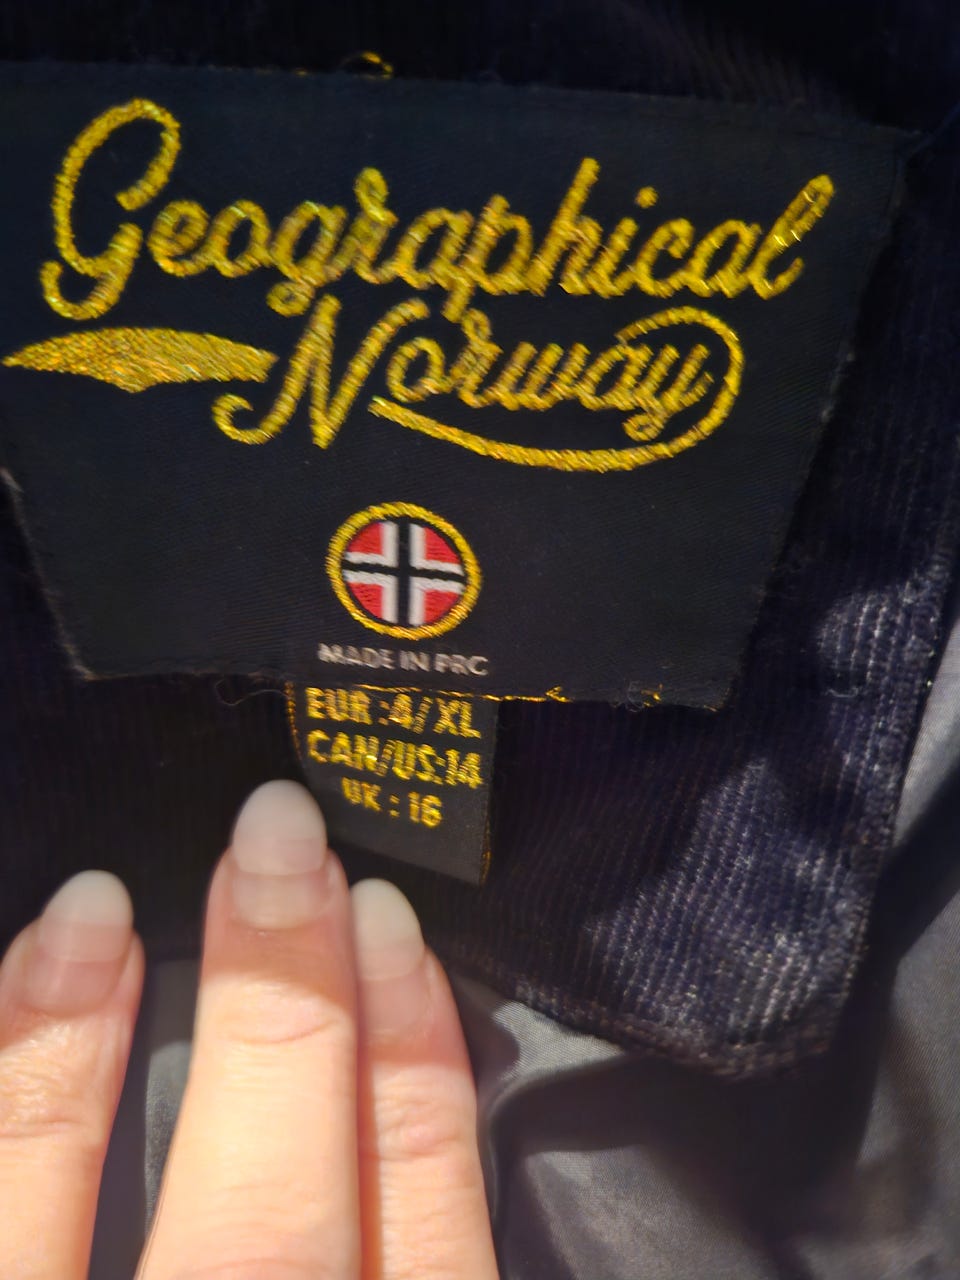 Geographical
Norway
MADE IN PRC
EUR :4/XL
CAN/US:14
UK : 16